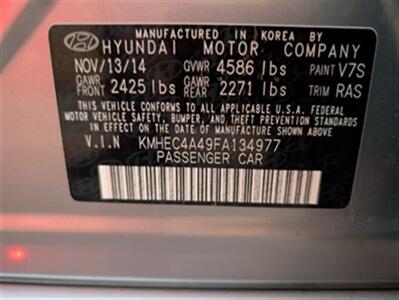 MANUFACTURED IN KOREA BY
HYUNDAI MOTOR COMPANY
NOV/13/14 GVWR 4586 lbs PAINT V7S
GAWR FRONT 2425 lbs GAWR REAR 2271 lbs TRIM RAS
THIS VEHICLE CONFORMS TO ALL APPLICABLE U.S.A. FEDERAL
MOTOR VEHICLE SAFETY, BUMPER, AND THEFT PREVENTION
STANDARDS IN EFFECT ON THE DATE OF MANUFACTURE SHOWN ABOVE.
V.I.N KMHEC4A49FA134977
PASSENGER CAR